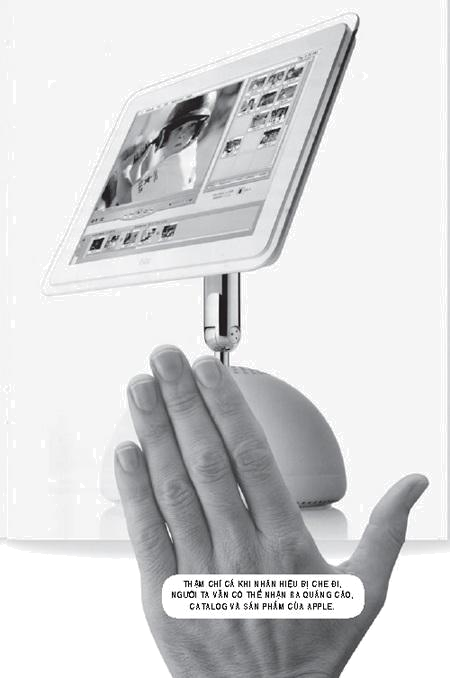 THẬM CHÍ CẢ KHI NHÃN HIỆU BỊ CHE ĐI,
NGƯỜI TA VẪN CÓ THỂ NHẬN RA QUẢNG CÁO,
CATALOG VÀ SẢN PHẨM CỦA APPLE.